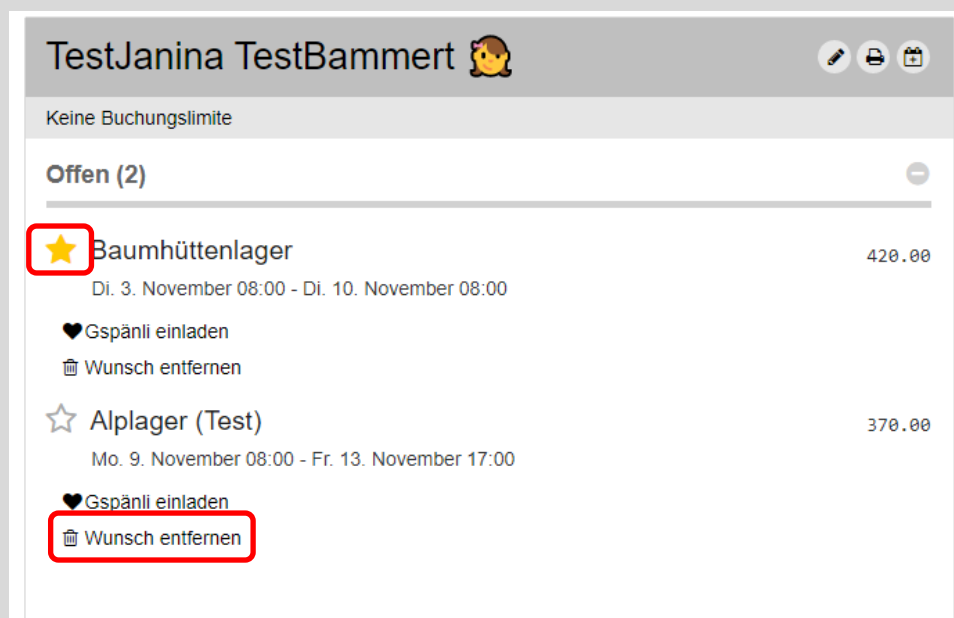 TestJanina TestBammert 👧
Keine Buchungslimite
Offen (2)
Baumhüttenlager 420.00
Di. 3. November 08:00 - Di. 10. November 08:00
Gspänli einladen
Wunsch entfernen
Alplager (Test) 370.00
Mo. 9. November 08:00 - Fr. 13. November 17:00
Gspänli einladen
Wunsch entfernen